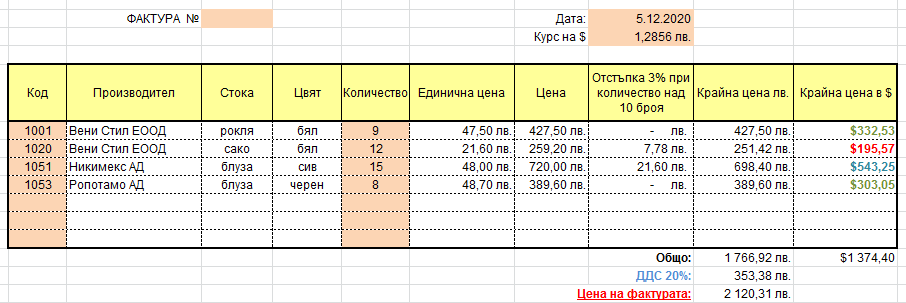 ФАКТУРА № Дата: 5.12.2020
Курс на $ 1,2856 лв.
Код Производител Стока Цвят Количество Единична цена Цена Отстъпка 3% при количество над 10 броя Крайна цена лв. Крайна цена в $
1001 Вени Стил ЕООД рокля бял 9 47,50 лв. 427,50 лв. - лв. 427,50 лв. $332,53
1020 Вени Стил ЕООД сако бял 12 21,60 лв. 259,20 лв. 7,78 лв. 251,42 лв. $195,57
1051 Никимекс АД блуза сив 15 48,00 лв. 720,00 лв. 21,60 лв. 698,40 лв. $543,25
1053 Ропотамо АД блуза черен 8 48,70 лв. 389,60 лв. - лв. 389,60 лв. $303,05
Общо: 1 766,92 лв. $1 374,40
ДДС 20%: 353,38 лв.
Цена на фактурата: 2 120,31 лв.